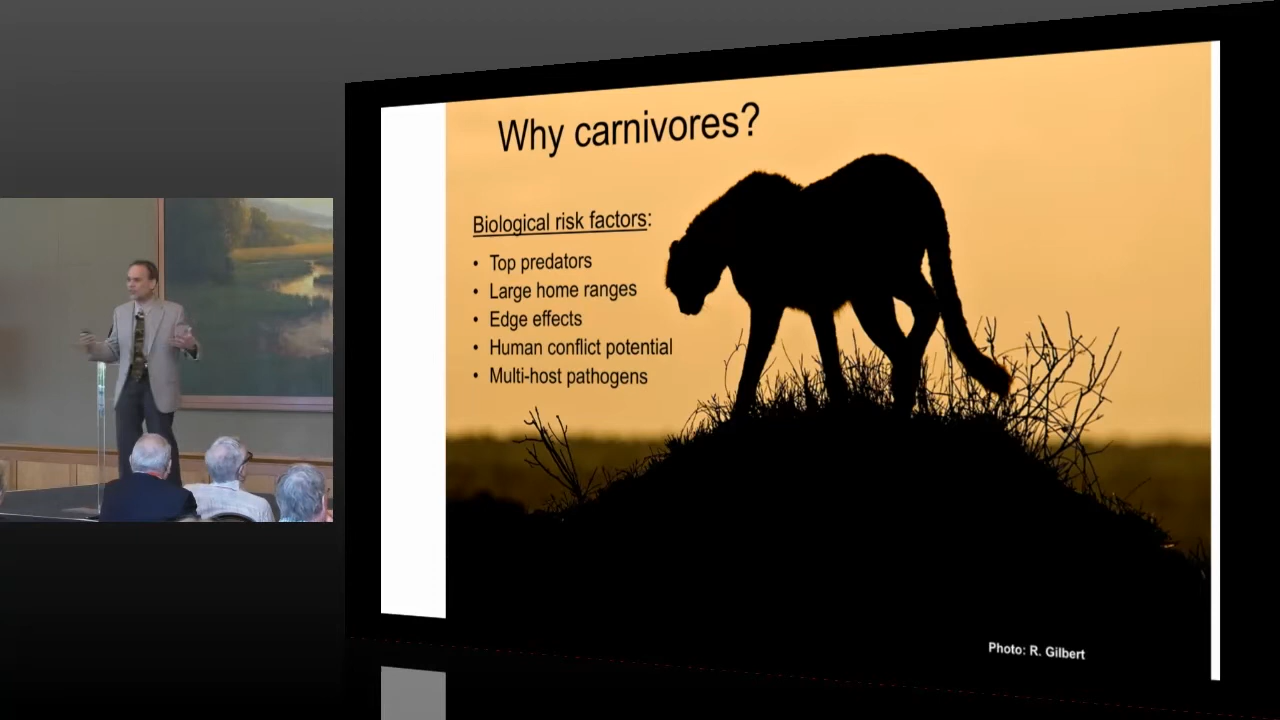 Why carnivores?
Biological risk factors:
• Top predators
• Large home ranges
• Edge effects
• Human conflict potential
• Multi-host pathogens
Photo: R. Gilbert